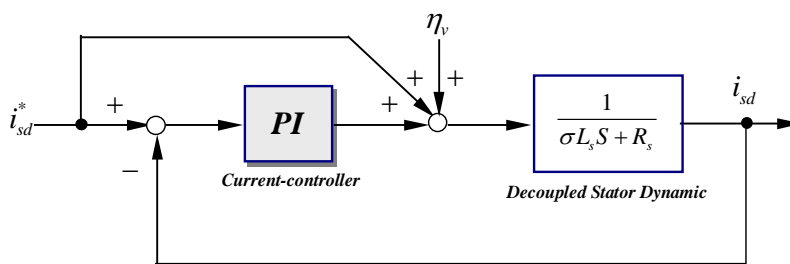 η_v
+
+
i*_sd
+
PI
+
1
σL_sS + R_s
i_sd
−
Current-controller
Decoupled Stator Dynamic